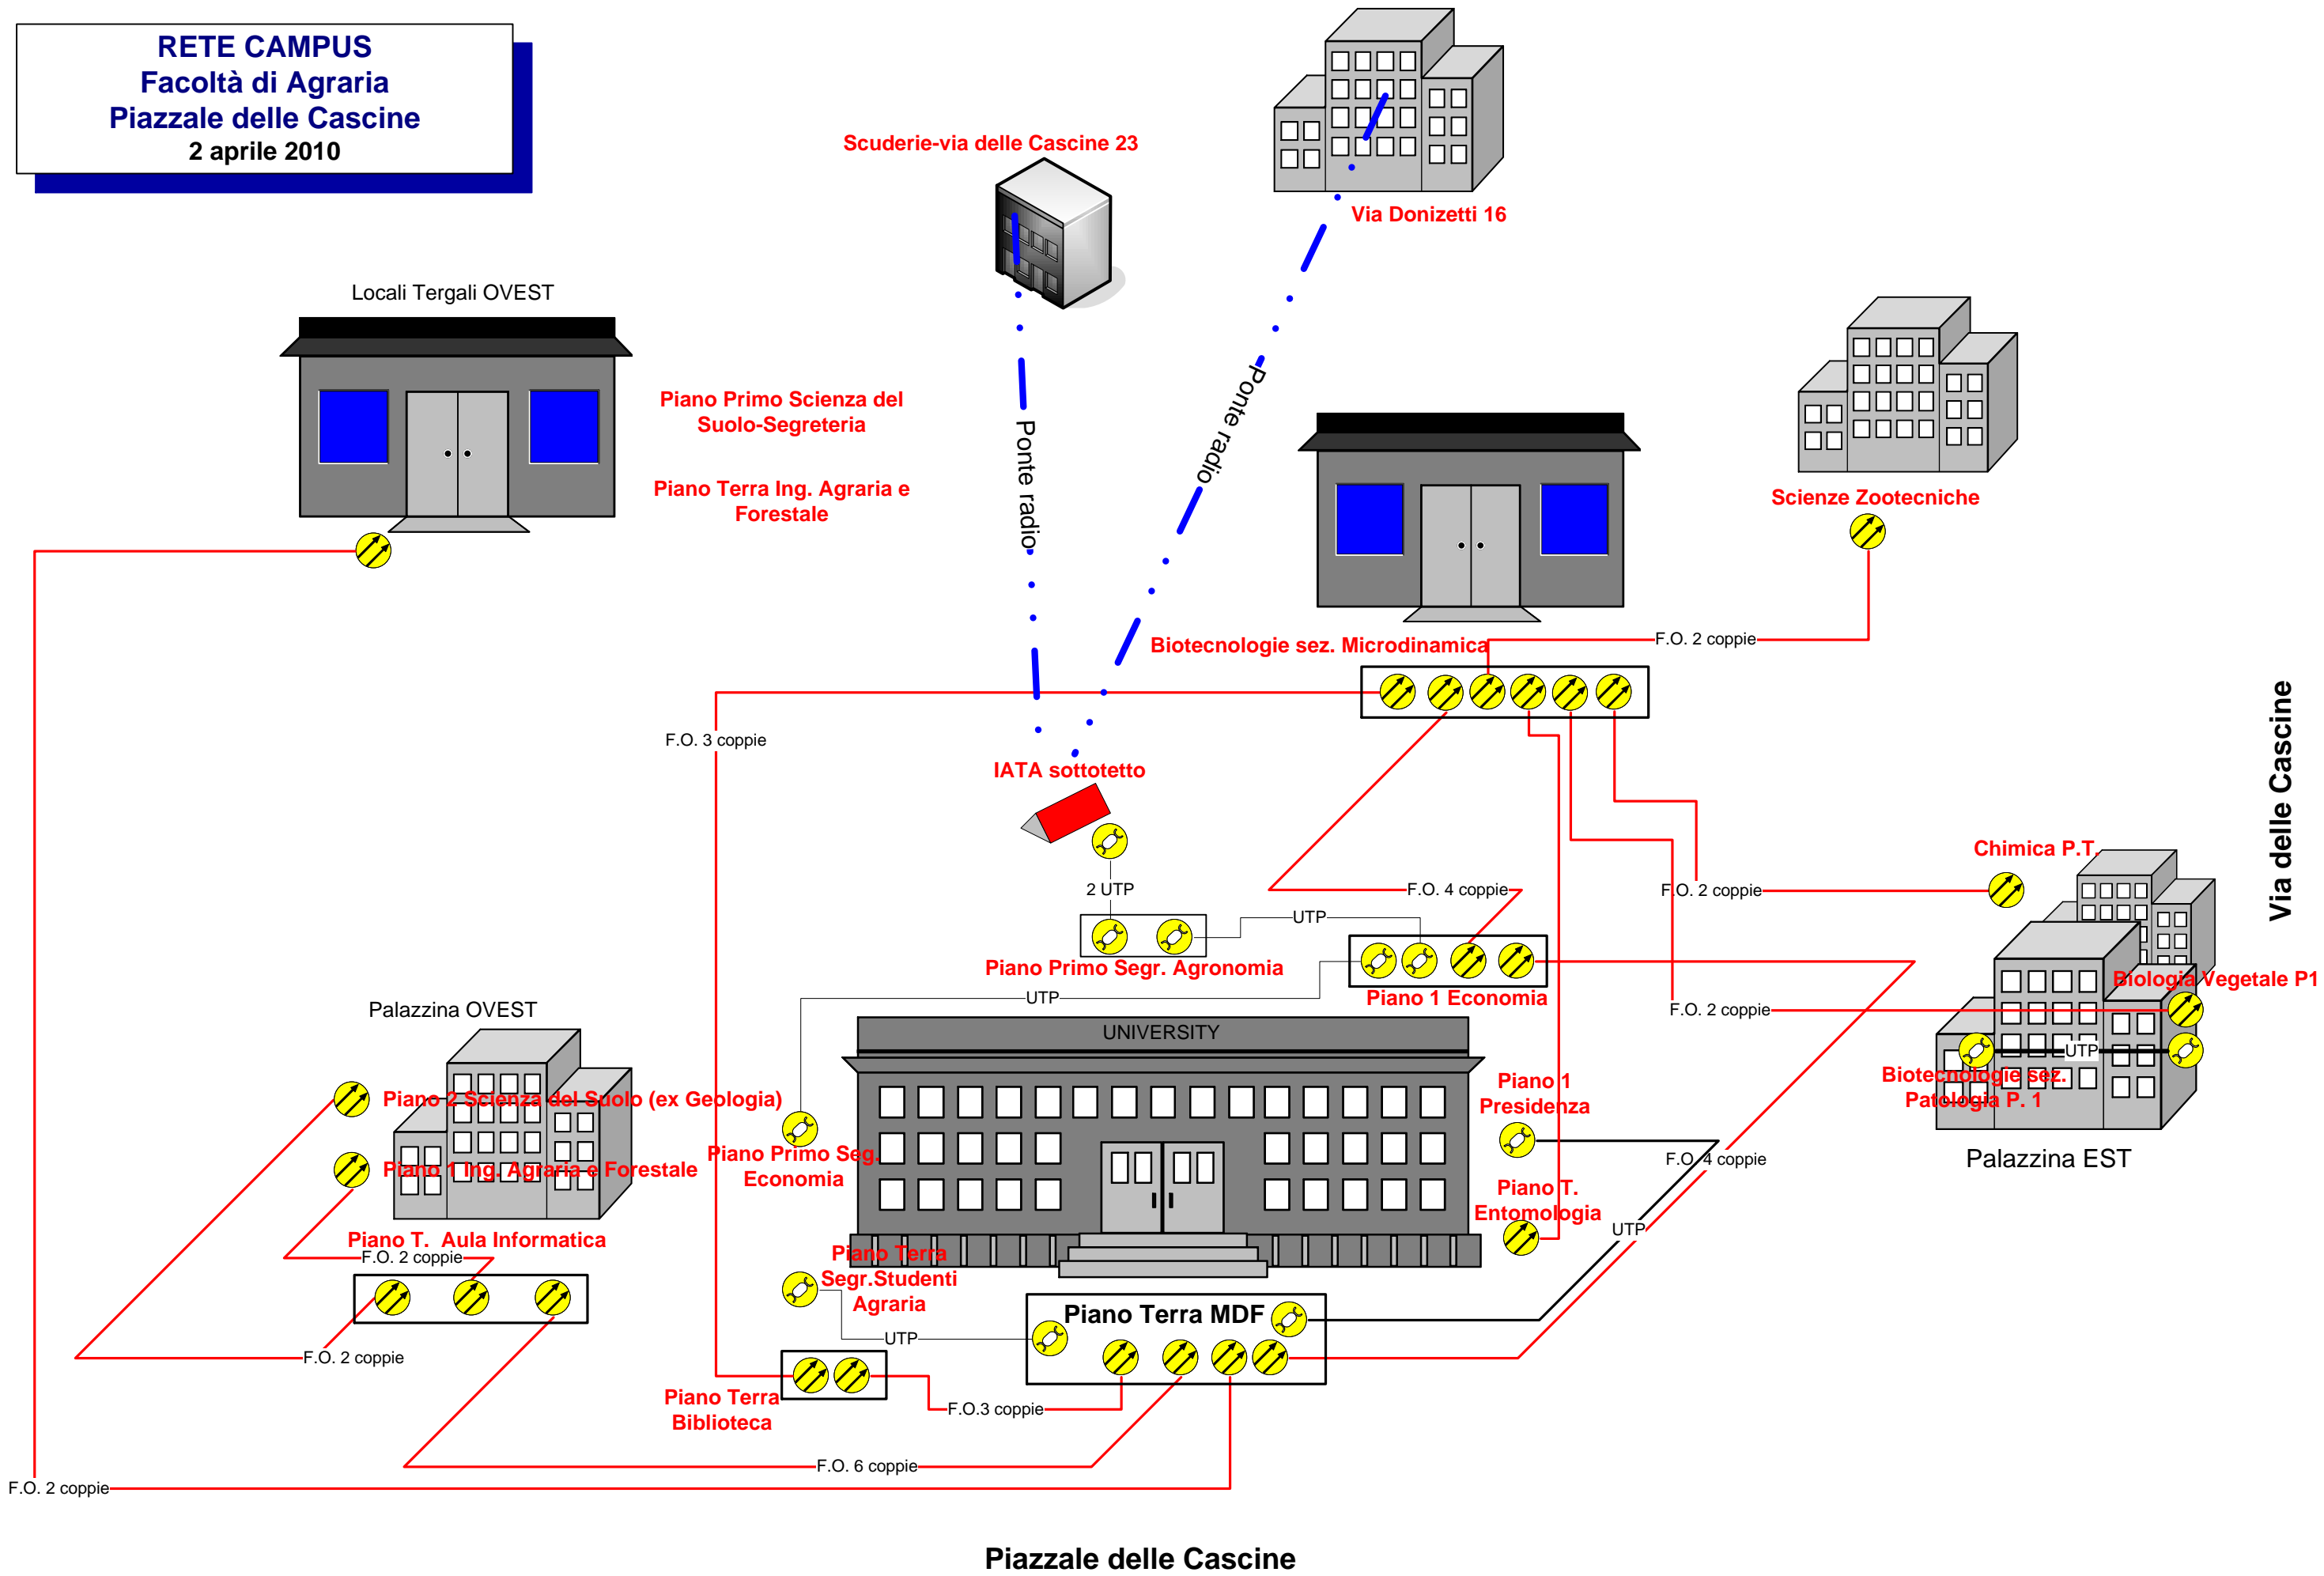 RETE CAMPUS
Facoltà di Agraria
Piazzale delle Cascine
2 aprile 2010
Scuderie-via delle Cascine 23
Via Donizetti 16
Locali Tergali OVEST
Piano Primo Scienza del
Suolo-Segreteria
Piano Terra Ing. Agraria e
Forestale
Ponte radio
Ponte radio
Scienze Zootecniche
Biotecnologie sez. Microdinamica
F.O. 2 coppie
F.O. 3 coppie
Via delle Cascine
IATA sottotetto
2 UTP
F.O. 4 coppie
F.O. 2 coppie
Chimica P.T.
UTP
Piano Primo Segr. Agronomia
UTP
Piano 1 Economia
F.O. 2 coppie
Biologia Vegetale P1
UTP
Biotecnologie sez.
Patologia P. 1
Palazzina EST
Palazzina OVEST
UNIVERSITY
Piano 2 Scienza del Suolo (ex Geologia)
Piano 1 Ing. Agraria e Forestale
Piano Primo Seg.
Economia
Piano 1
Presidenza
F.O. 4 coppie
Piano T.
Entomologia
UTP
Piano T.  Aula Informatica
F.O. 2 coppie
F.O. 2 coppie
Piano Terra
Segr.Studenti
Agraria
UTP
Piano Terra MDF
Piano Terra
Biblioteca
F.O.3 coppie
F.O. 6 coppie
F.O. 2 coppie
Piazzale delle Cascine